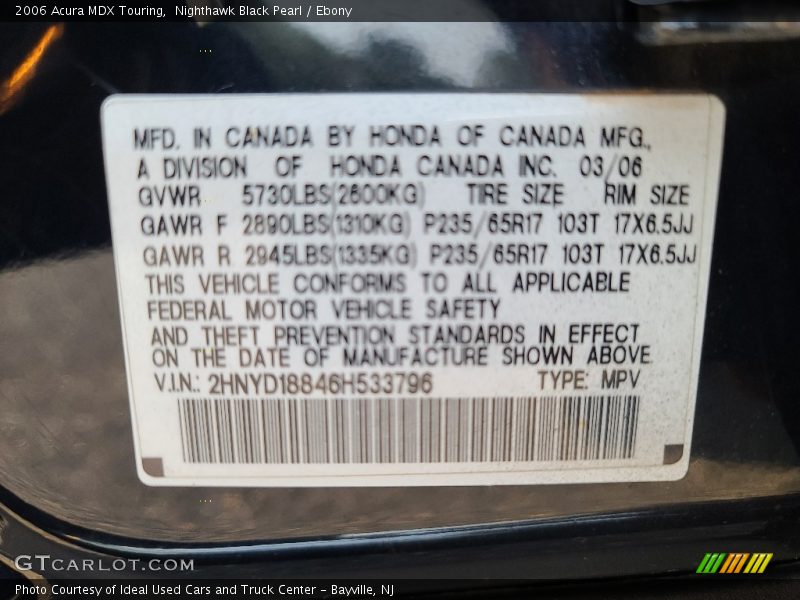 2006 Acura MDX Touring,  Nighthawk Black Pearl / Ebony
MFD. IN CANADA BY HONDA OF CANADA MFG.,
A DIVISION OF HONDA CANADA INC. 03/06
GVWR 5730LBS(2600KG) TIRE SIZE RIM SIZE
GAWR F 2890LBS(1310KG) P235/65R17 103T 17X6.5JJ
GAWR R 2945LBS(1335KG) P235/65R17 103T 17X6.5JJ
THIS VEHICLE CONFORMS TO ALL APPLICABLE
FEDERAL MOTOR VEHICLE SAFETY
AND THEFT PREVENTION STANDARDS IN EFFECT
ON THE DATE OF MANUFACTURE SHOWN ABOVE.
V.I.N.: 2HNYD18846H533796 TYPE: MPV
GTCARLOT.COM
Photo Courtesy of Ideal Used Cars and Truck Center – Bayville, NJ